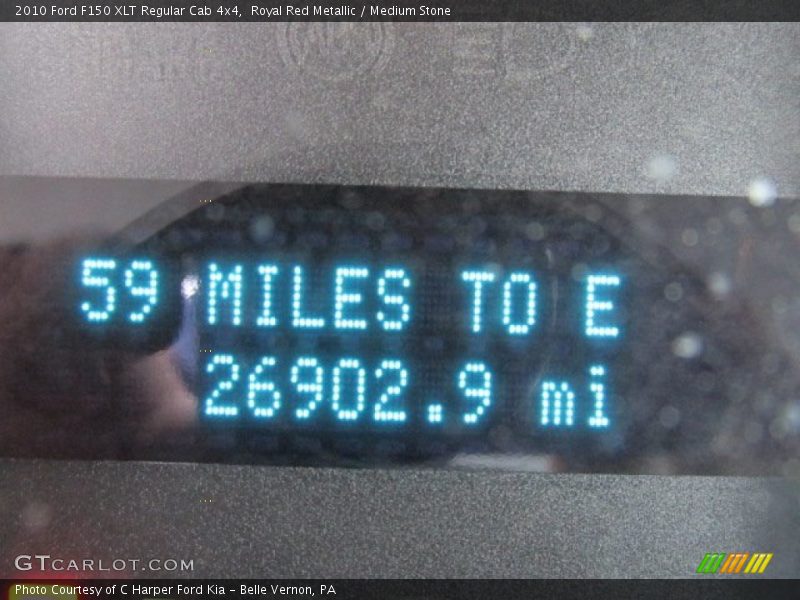 2010 Ford F150 XLT Regular Cab 4x4,  Royal Red Metallic / Medium Stone
59 MILES TO E
26902.9 mi
GTCARLOT.COM
Photo Courtesy of C Harper Ford Kia - Belle Vernon, PA